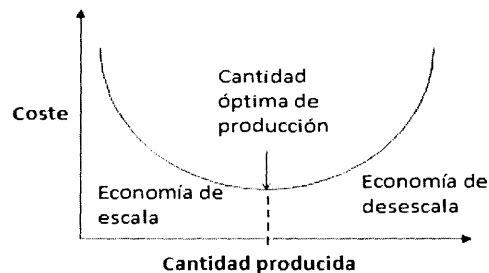 Cantidad
óptima de
producción
Coste
Economía de
escala
Economía de
desescala
Cantidad producida